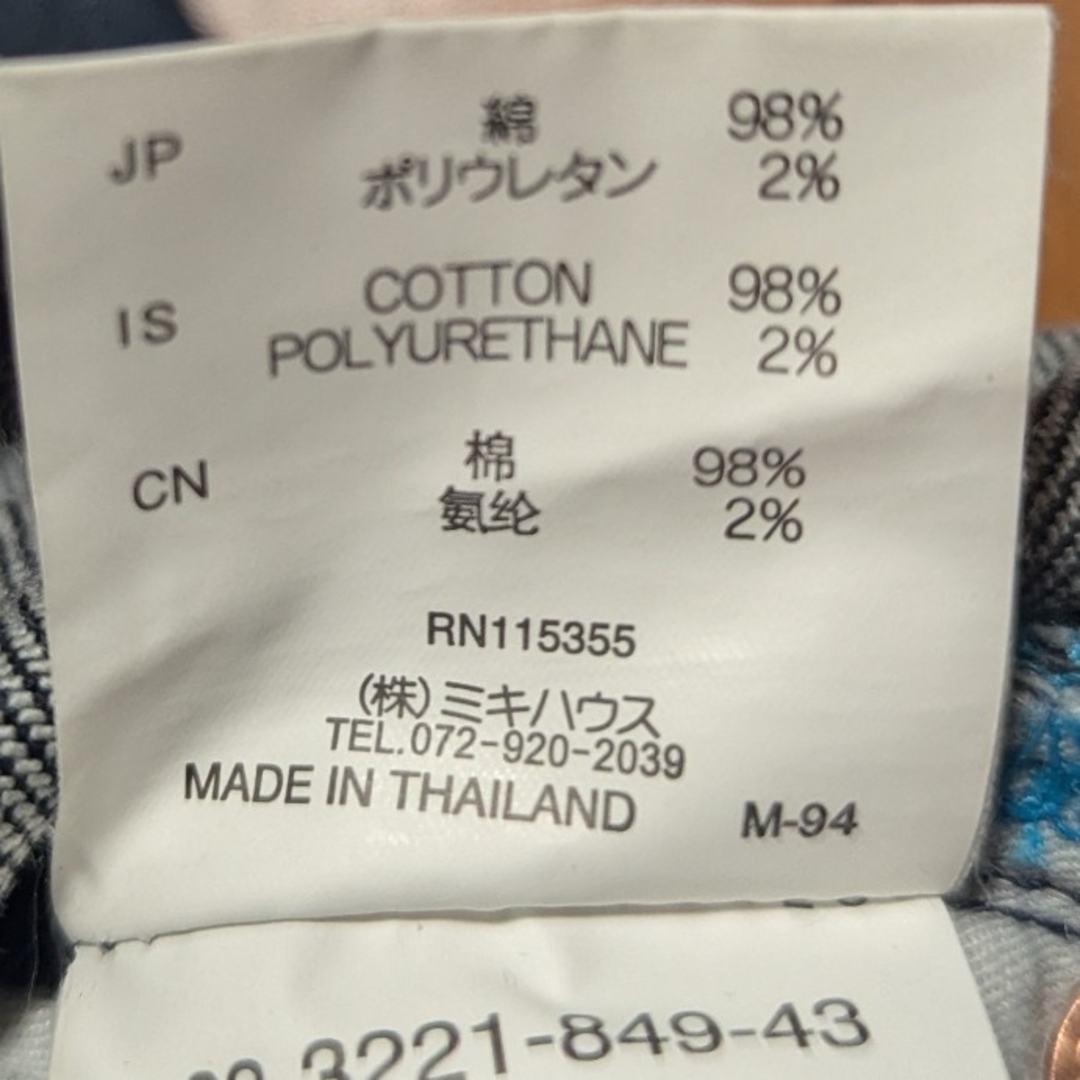 JP 綿 98%
ポリウレタン 2%
IS COTTON 98%
POLYURETHANE 2%
CN 棉 98%
氨纶 2%
RN115355
(株)ミキハウス
TEL.072-920-2039
MADE IN THAILAND M-94
3221-849-43